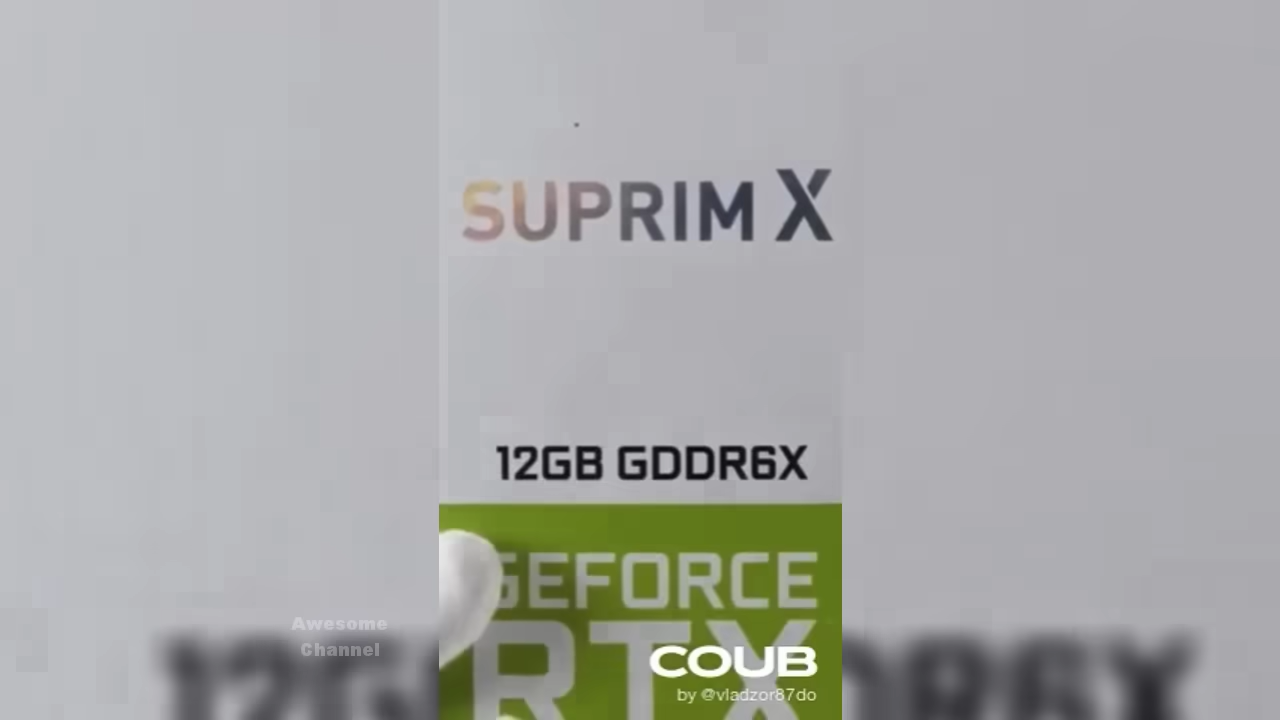 SUPRIM X
12GB GDDR6X
GEFORCE
RTX
COUB
by @vladzor87do
Awesome
Channel